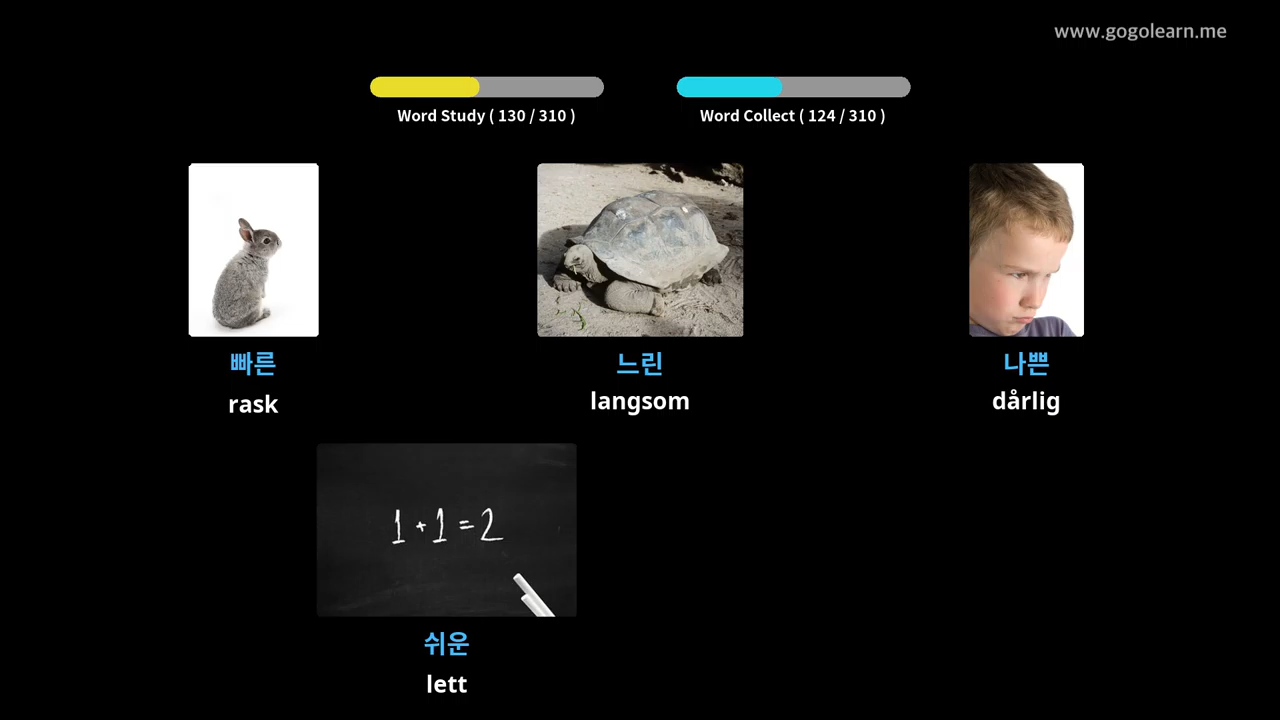 www.gogolearn.me
Word Study ( 130 / 310 )
Word Collect ( 124 / 310 )
빠른
rask
느린
langsom
나쁜
dårlig
1 + 1 = 2
쉬운
lett